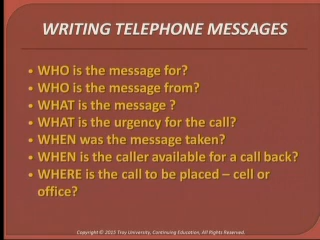 WRITING TELEPHONE MESSAGES
• WHO is the message for?
• WHO is the message from?
• WHAT is the message ?
• WHAT is the urgency for the call?
• WHEN was the message taken?
• WHEN is the caller available for a call back?
• WHERE is the call to be placed – cell or
office?
Copyright © 2015 Troy University, Continuing Education, All Rights Reserved.